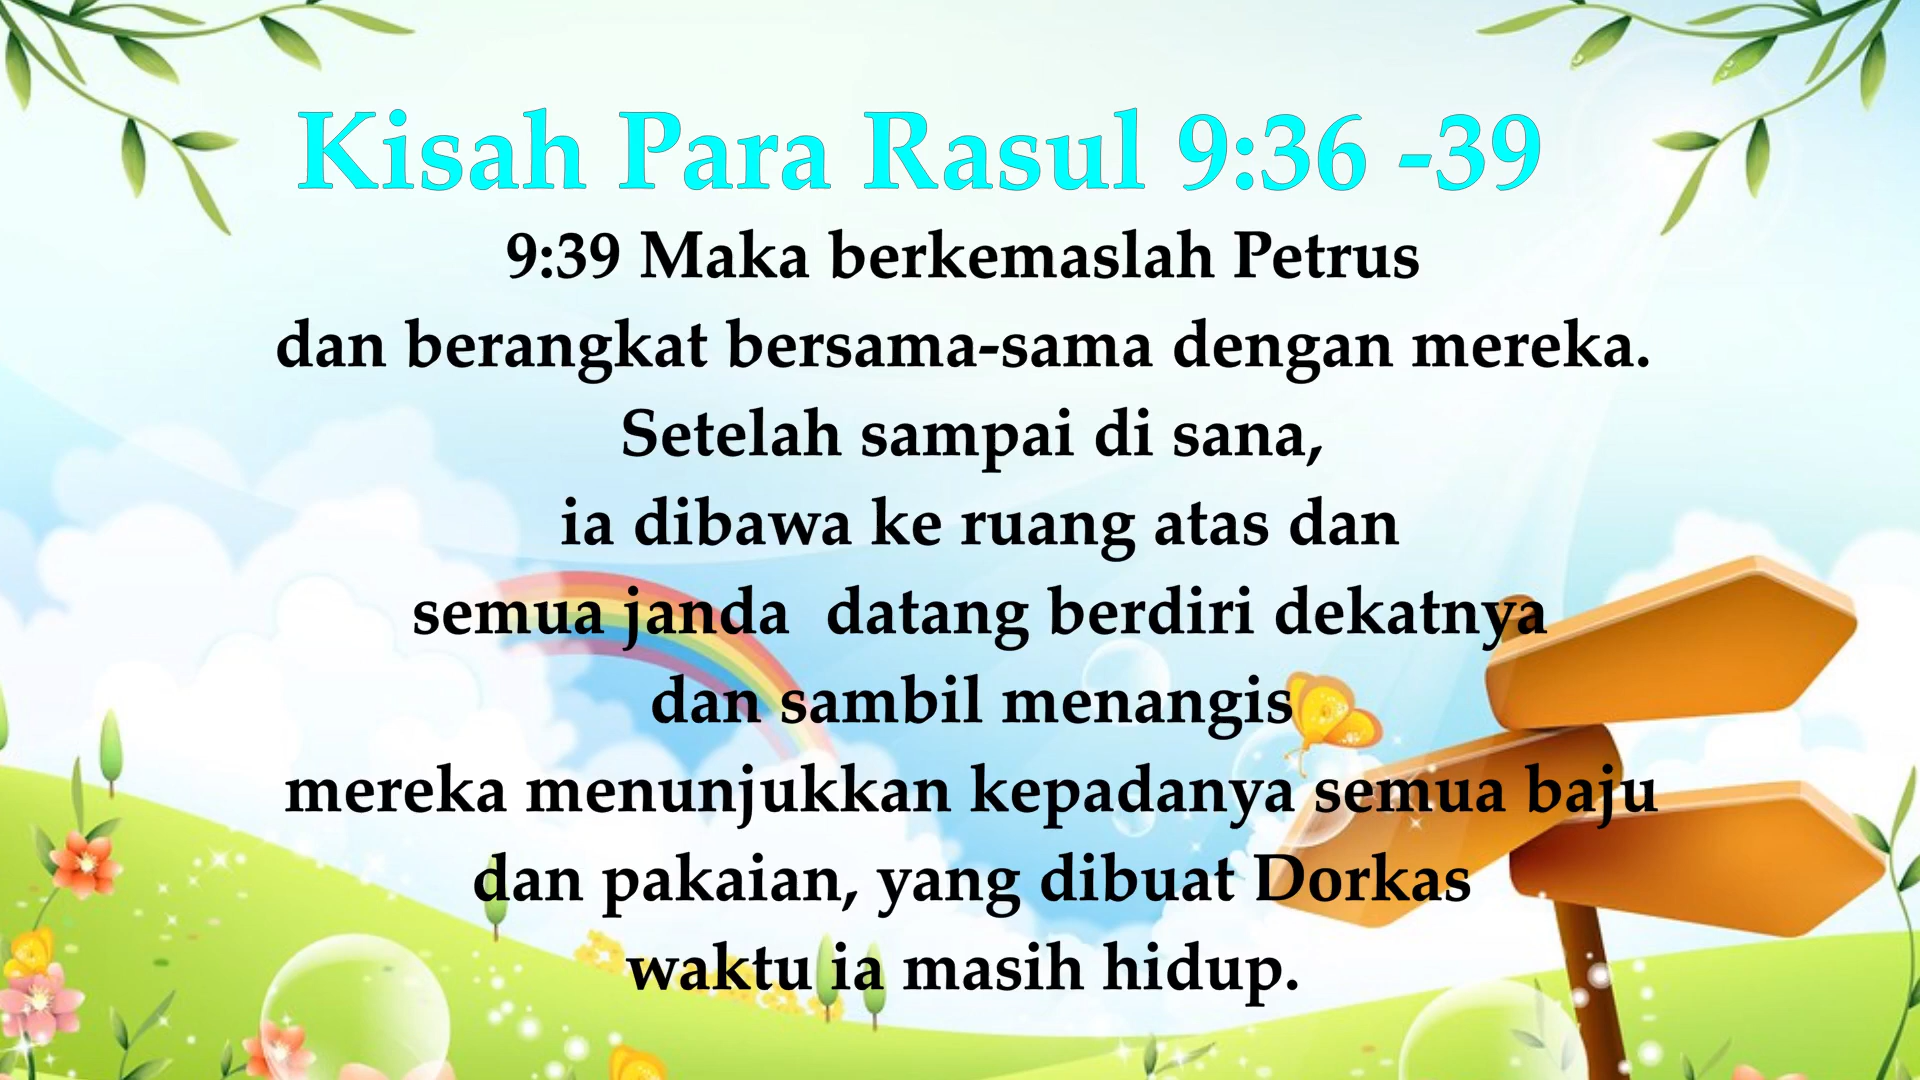 Kisah Para Rasul 9:36 -39
9:39 Maka berkemaslah Petrus
dan berangkat bersama-sama dengan mereka.
Setelah sampai di sana,
ia dibawa ke ruang atas dan
semua janda  datang berdiri dekatnya
dan sambil menangis
mereka menunjukkan kepadanya semua baju
dan pakaian, yang dibuat Dorkas
waktu ia masih hidup.